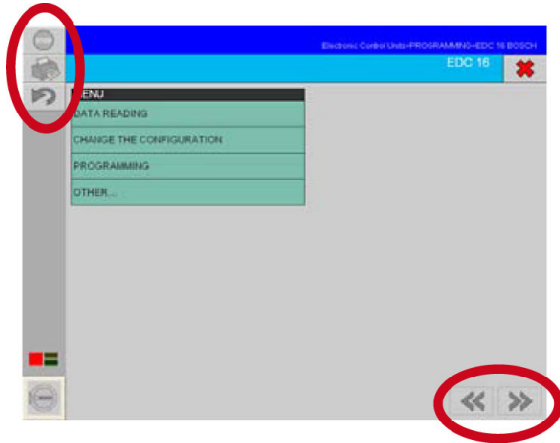 Electronic Control Units-PROGRAMMING-EDC 16 BOSCH
EDC 16
MENU
DATA READING
CHANGE THE CONFIGURATION
PROGRAMMING
OTHER...